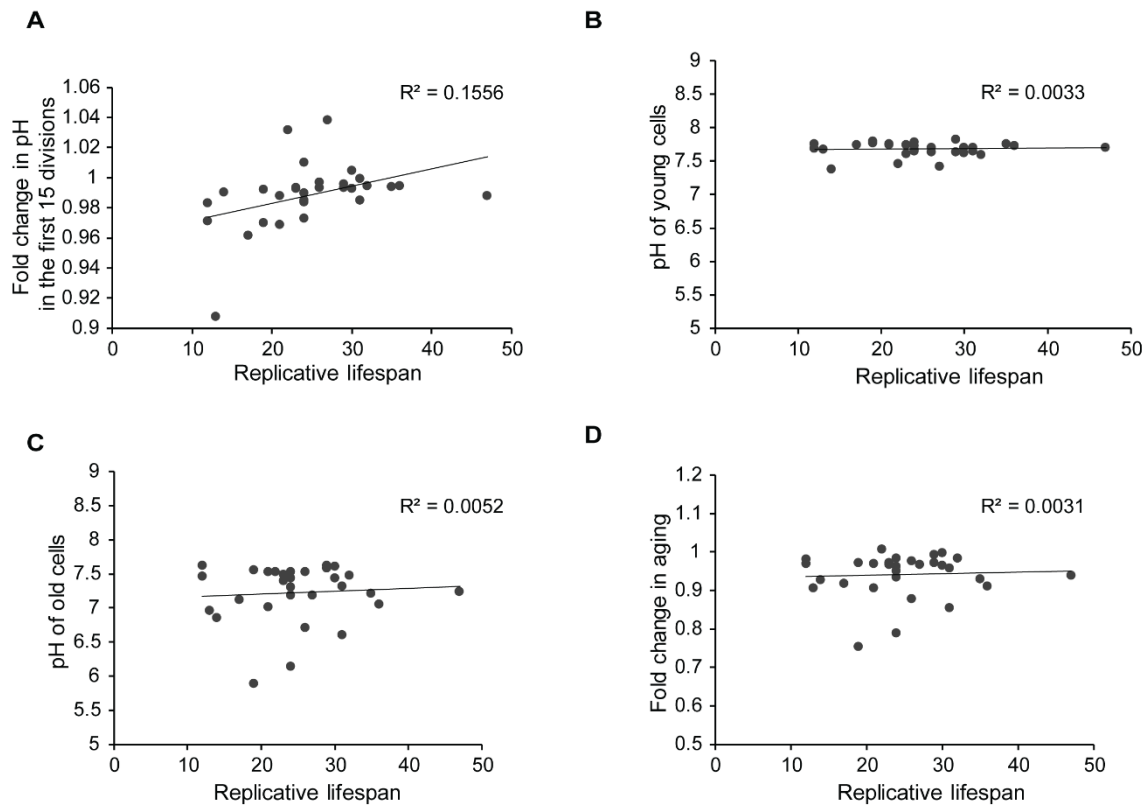 A
Fold change in pH
in the first 15 divisions
1.06
1.04
1.02
1
0.98
0.96
0.94
0.92
0.9
R² = 0.1556
0 10 20 30 40 50
Replicative lifespan
B
pH of young cells
9
8.5
8
7.5
7
6.5
6
5.5
5
R² = 0.0033
0 10 20 30 40 50
Replicative lifespan
C
pH of old cells
9
8.5
8
7.5
7
6.5
6
5.5
5
R² = 0.0052
0 10 20 30 40 50
Replicative lifespan
D
Fold change in aging
1.2
1.1
1
0.9
0.8
0.7
0.6
0.5
R² = 0.0031
0 10 20 30 40 50
Replicative lifespan